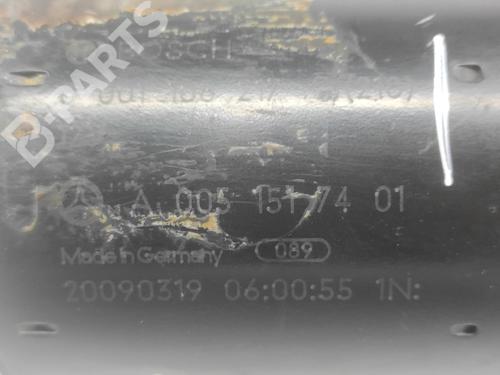 BOSCH
B-PARTS
A 005 151 74 01
Made in Germany 089
20090319 06:00:55 1N: